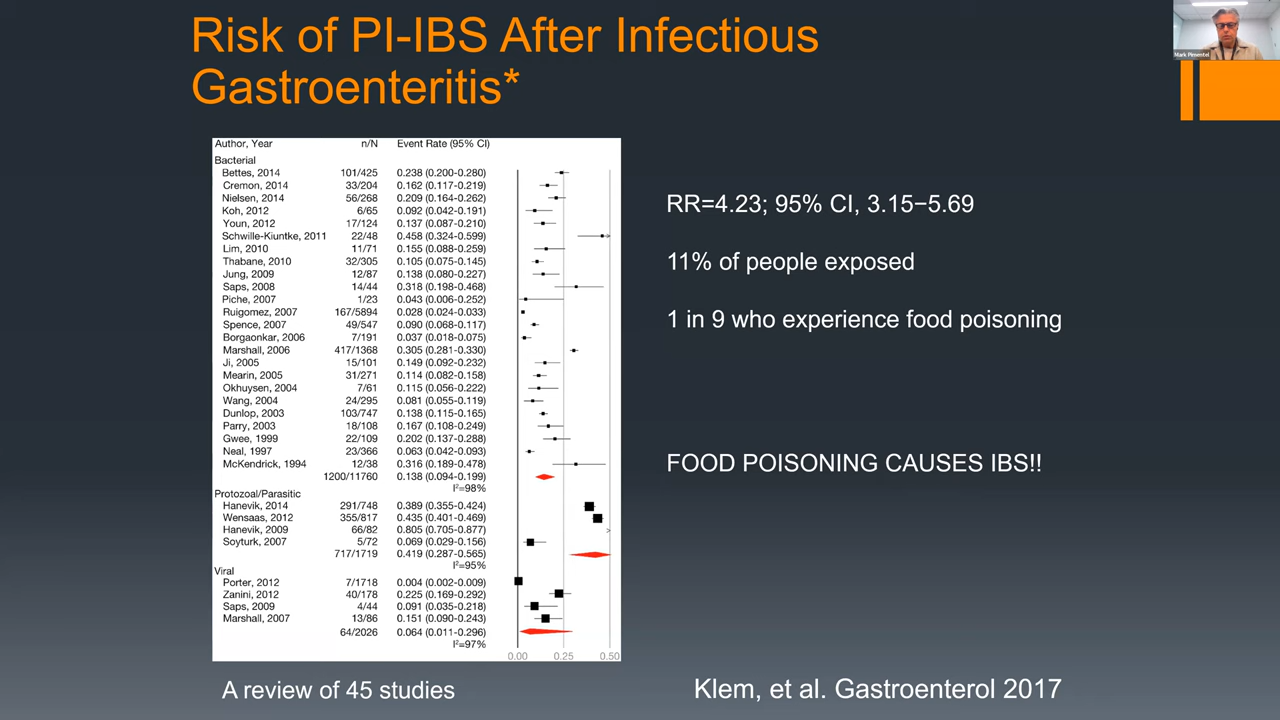 Risk of PI-IBS After Infectious
Gastroenteritis*
Mark Pimentel
Author, Year n/N Event Rate (95% CI)
Bacterial
Bettes, 2014 101/425 0.238 (0.200-0.280)
Cremon, 2014 33/204 0.162 (0.117-0.219)
Nielsen, 2014 56/268 0.209 (0.164-0.262)
Koh, 2012 6/65 0.092 (0.042-0.191)
Youn, 2012 17/124 0.137 (0.087-0.210)
Schwille-Kiuntke, 2011 22/48 0.458 (0.324-0.599)
Lim, 2010 11/71 0.155 (0.088-0.259)
Thabane, 2010 32/305 0.105 (0.075-0.145)
Jung, 2009 12/87 0.138 (0.080-0.227)
Saps, 2008 14/44 0.318 (0.198-0.468)
Piche, 2007 1/23 0.043 (0.006-0.252)
Ruigomez, 2007 167/5894 0.028 (0.024-0.033)
Spence, 2007 49/547 0.090 (0.068-0.117)
Borgaonkar, 2006 7/191 0.037 (0.018-0.075)
Marshall, 2006 417/1368 0.305 (0.281-0.330)
Ji, 2005 15/101 0.149 (0.092-0.232)
Mearin, 2005 31/271 0.114 (0.082-0.158)
Okhuysen, 2004 7/61 0.115 (0.056-0.222)
Wang, 2004 24/295 0.081 (0.055-0.119)
Dunlop, 2003 103/747 0.138 (0.115-0.165)
Parry, 2003 18/108 0.167 (0.108-0.249)
Gwee, 1999 22/109 0.202 (0.137-0.288)
Neal, 1997 23/366 0.063 (0.042-0.093)
McKendrick, 1994 12/38 0.316 (0.189-0.478)
1200/11760 0.138 (0.094-0.199)
I²=98%
Protozoal/Parasitic
Hanevik, 2014 291/748 0.389 (0.355-0.424)
Wensaas, 2012 355/817 0.435 (0.401-0.469)
Hanevik, 2009 66/82 0.805 (0.705-0.877)
Soyturk, 2007 5/72 0.069 (0.029-0.156)
717/1719 0.419 (0.287-0.565)
I²=95%
Viral
Porter, 2012 7/1718 0.004 (0.002-0.009)
Zanini, 2012 40/178 0.225 (0.169-0.292)
Saps, 2009 4/44 0.091 (0.035-0.218)
Marshall, 2007 13/86 0.151 (0.090-0.243)
64/2026 0.064 (0.011-0.296)
I²=97%
0.00 0.25 0.50
RR=4.23; 95% CI, 3.15−5.69
11% of people exposed
1 in 9 who experience food poisoning
FOOD POISONING CAUSES IBS!!
A review of 45 studies
Klem, et al. Gastroenterol 2017